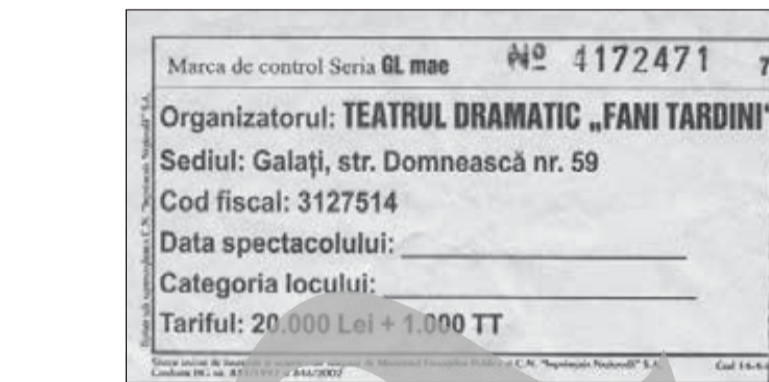 Marca de control Seria GL mae Nº 4172471 7
Organizatorul: TEATRUL DRAMATIC „FANI TARDINI"
Sediul: Galați, str. Domnească nr. 59
Cod fiscal: 3127514
Data spectacolului:
Categoria locului:
Tariful: 20.000 Lei + 1.000 TT